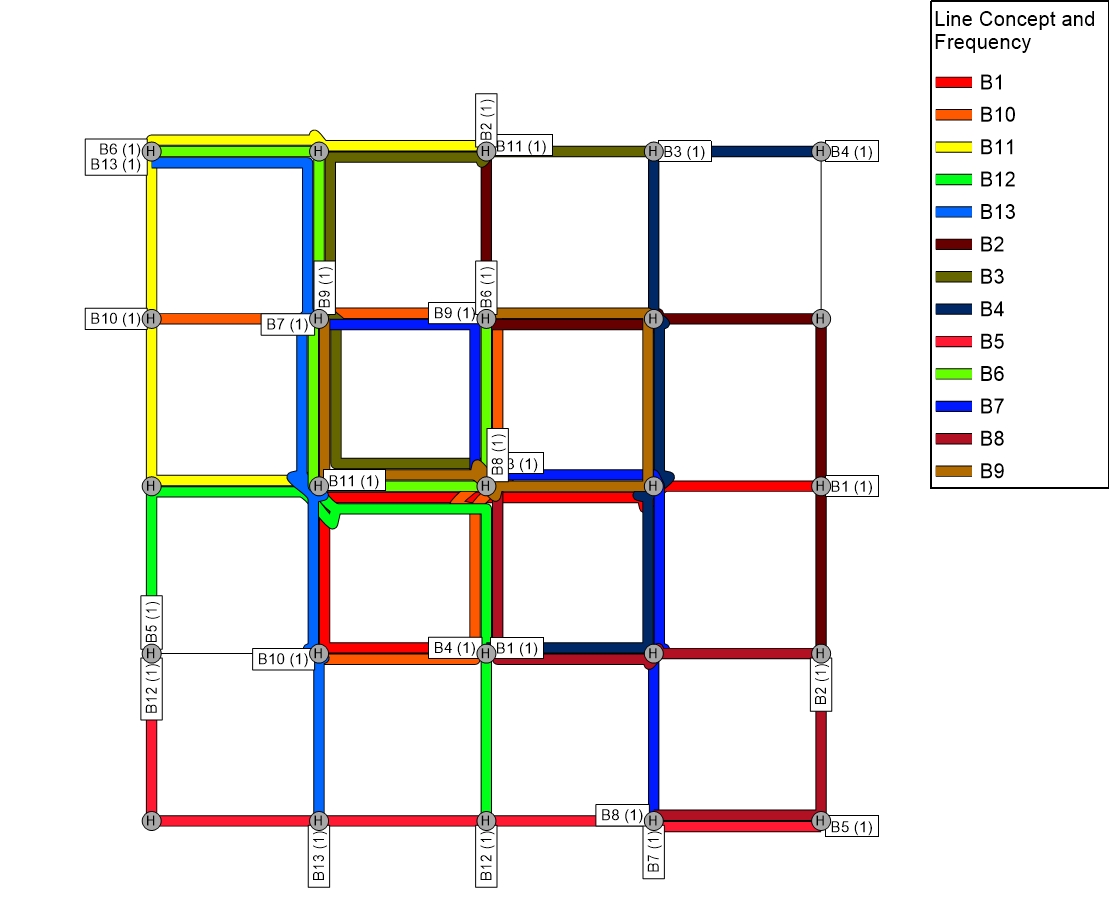 Line Concept and
Frequency
B1
B10
B11
B12
B13
B2
B3
B4
B5
B6
B7
B8
B9
B2 (1)
B6 (1)
B13 (1)
B11 (1)
B3 (1)
B4 (1)
H H H H H
B9 (1)
B6 (1)
B10 (1)
B7 (1)
B9 (1)
H H H H H
B8 (1)
3 (1)
B11 (1)
B1 (1)
H H H H H
B5 (1)
B10 (1)
B4 (1)
B1 (1)
H H H H H
B12 (1)
B2 (1)
B8 (1)
B5 (1)
H H H H H
B13 (1)
B12 (1)
B7 (1)